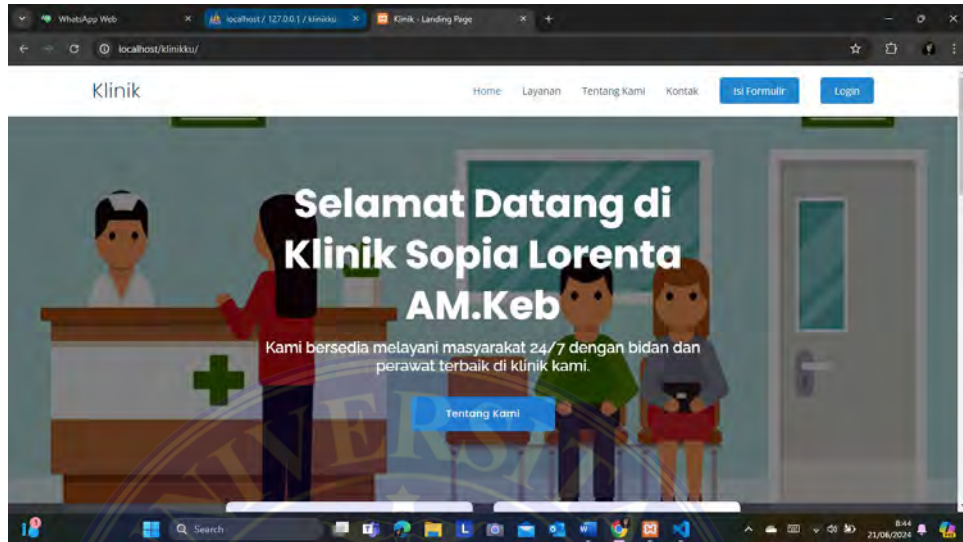 WhatsApp Web
localhost / 127.0.0.1 / klinikku
Klinik - Landing Page
localhost/klinikku/
Klinik
Home Layanan Tentang Kami Kontak Isi Formulir Login
Selamat Datang di
Klinik Sopia Lorenta
AM.Keb
Kami bersedia melayani masyarakat 24/7 dengan bidan dan
perawat terbaik di klinik kami.
Tentang Kami
UNIVERSIT
Search
8:44
21/06/2024